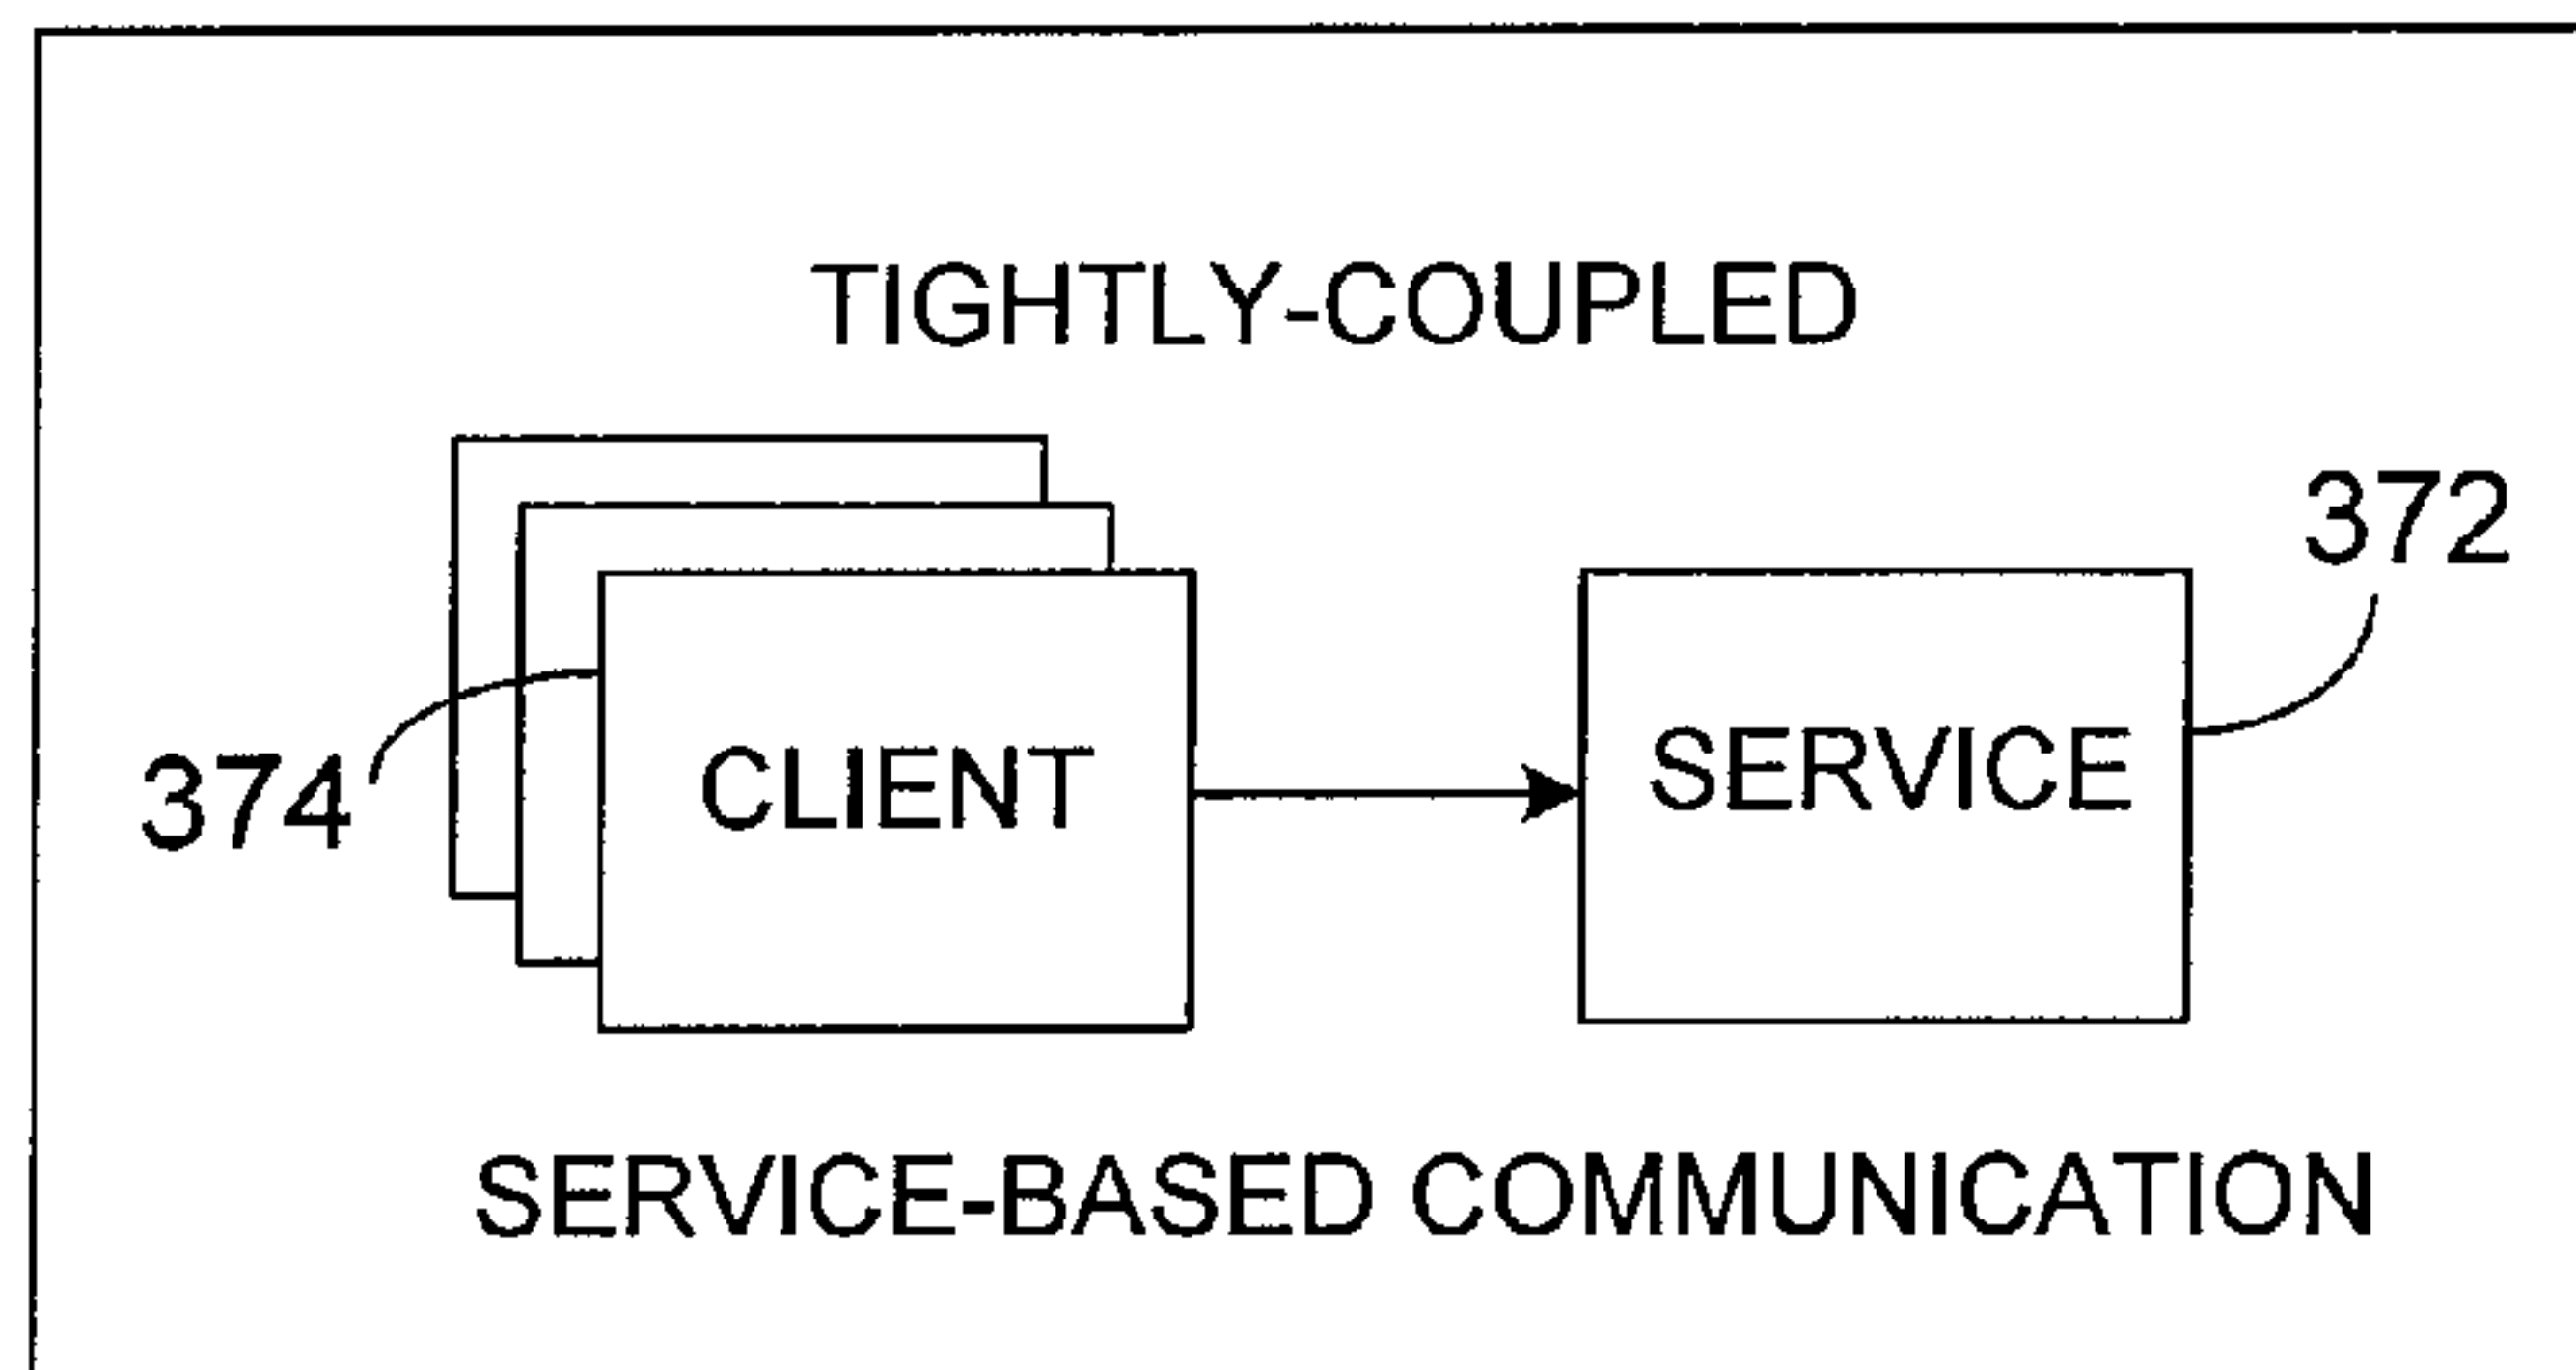 TIGHTLY-COUPLED
372
374
CLIENT
SERVICE
SERVICE-BASED COMMUNICATION